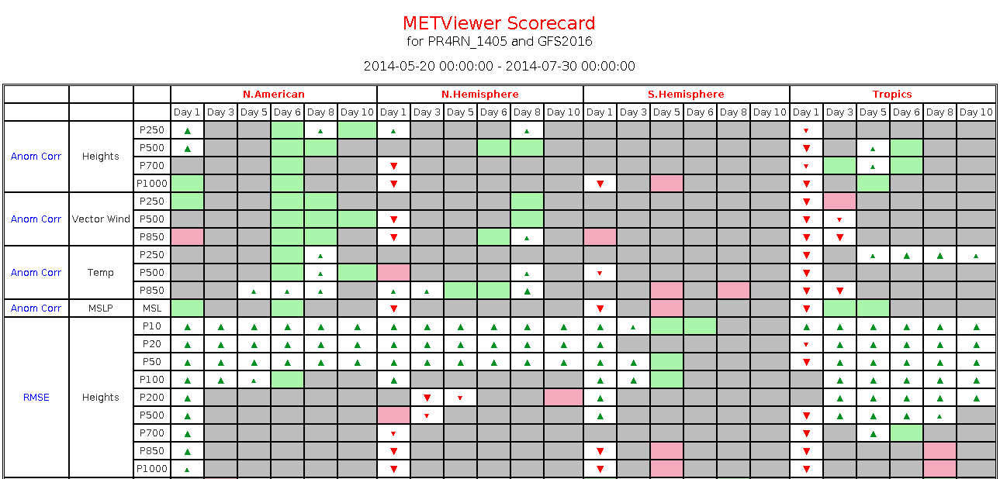 METViewer Scorecard
for PR4RN_1405 and GFS2016
2014-05-20 00:00:00 - 2014-07-30 00:00:00
N.American N.Hemisphere S.Hemisphere Tropics
Day 1 Day 3 Day 5 Day 6 Day 8 Day 10 Day 1 Day 3 Day 5 Day 6 Day 8 Day 10 Day 1 Day 3 Day 5 Day 6 Day 8 Day 10 Day 1 Day 3 Day 5 Day 6 Day 8 Day 10
Anom Corr Heights P250
P500
P700
P1000
Anom Corr Vector Wind P250
P500
P850
Anom Corr Temp P250
P500
P850
Anom Corr MSLP MSL
RMSE Heights P10
P20
P50
P100
P200
P500
P700
P850
P1000